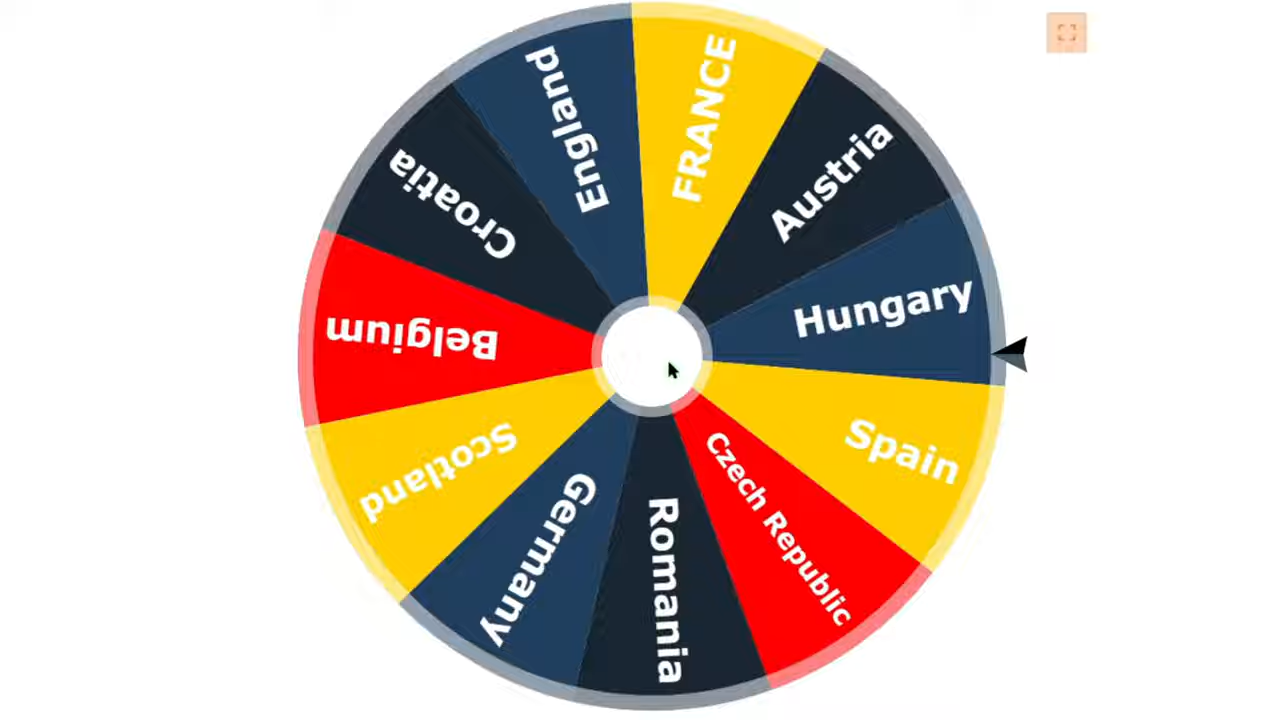 FRANCE
Austria
Hungary
Spain
Czech Republic
Romania
Germany
Scotland
Belgium
Croatia
England